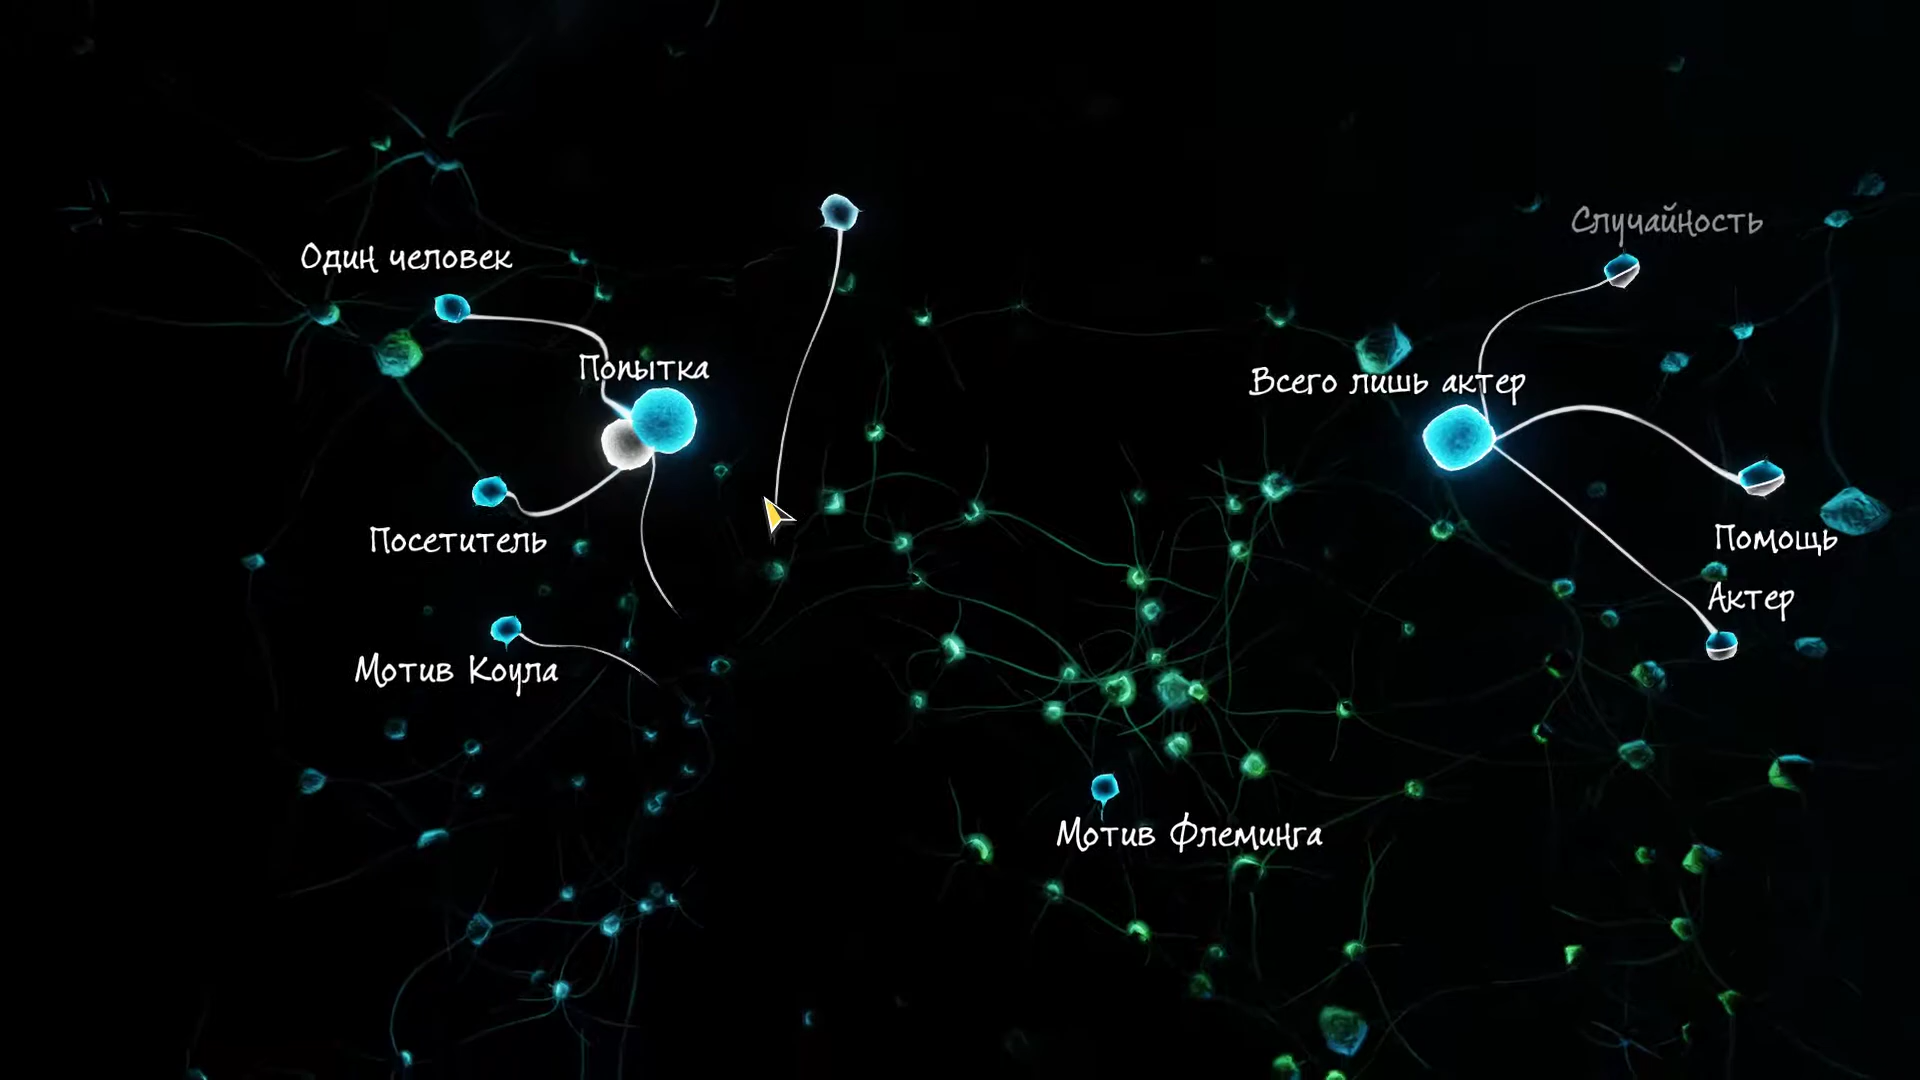 Случайность
Один человек
Попытка
Всего лишь актер
Посетитель
Помощь
Актер
Мотив Коула
Мотив Флеминга